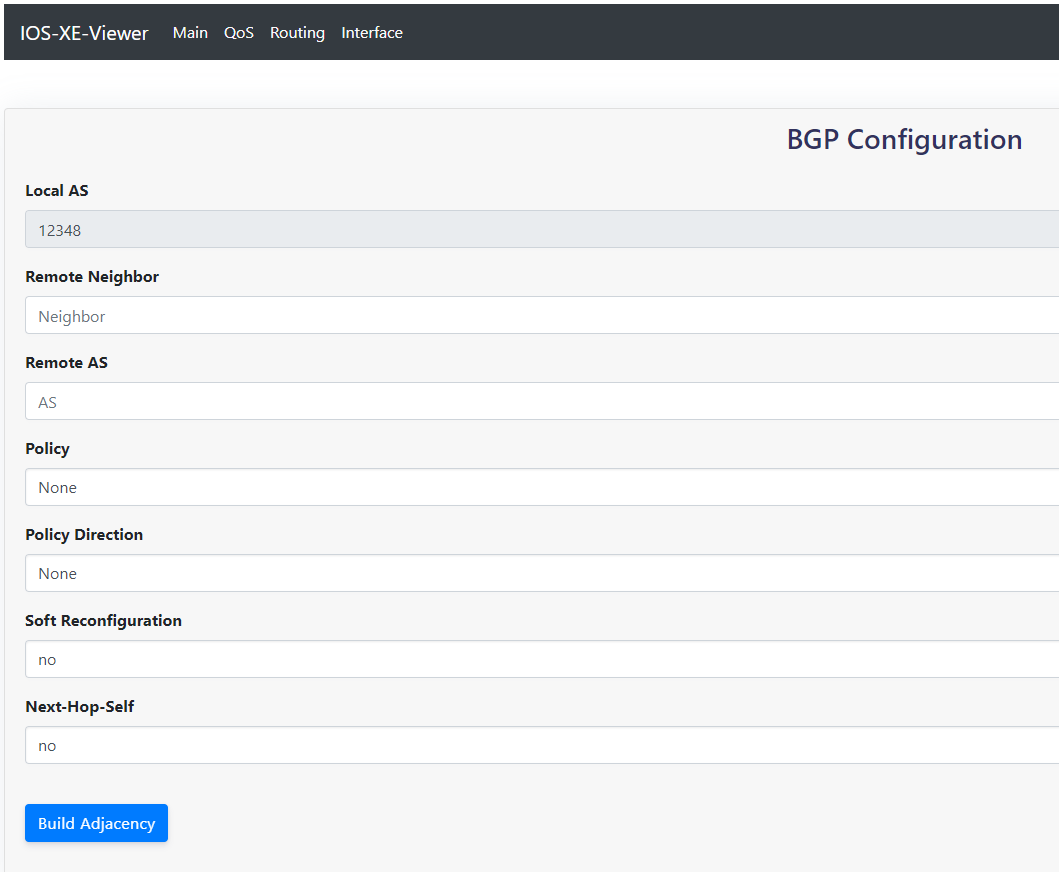 IOS-XE-Viewer Main QoS Routing Interface
BGP Configuration
Local AS
12348
Remote Neighbor
Neighbor
Remote AS
AS
Policy
None
Policy Direction
None
Soft Reconfiguration
no
Next-Hop-Self
no
Build Adjacency